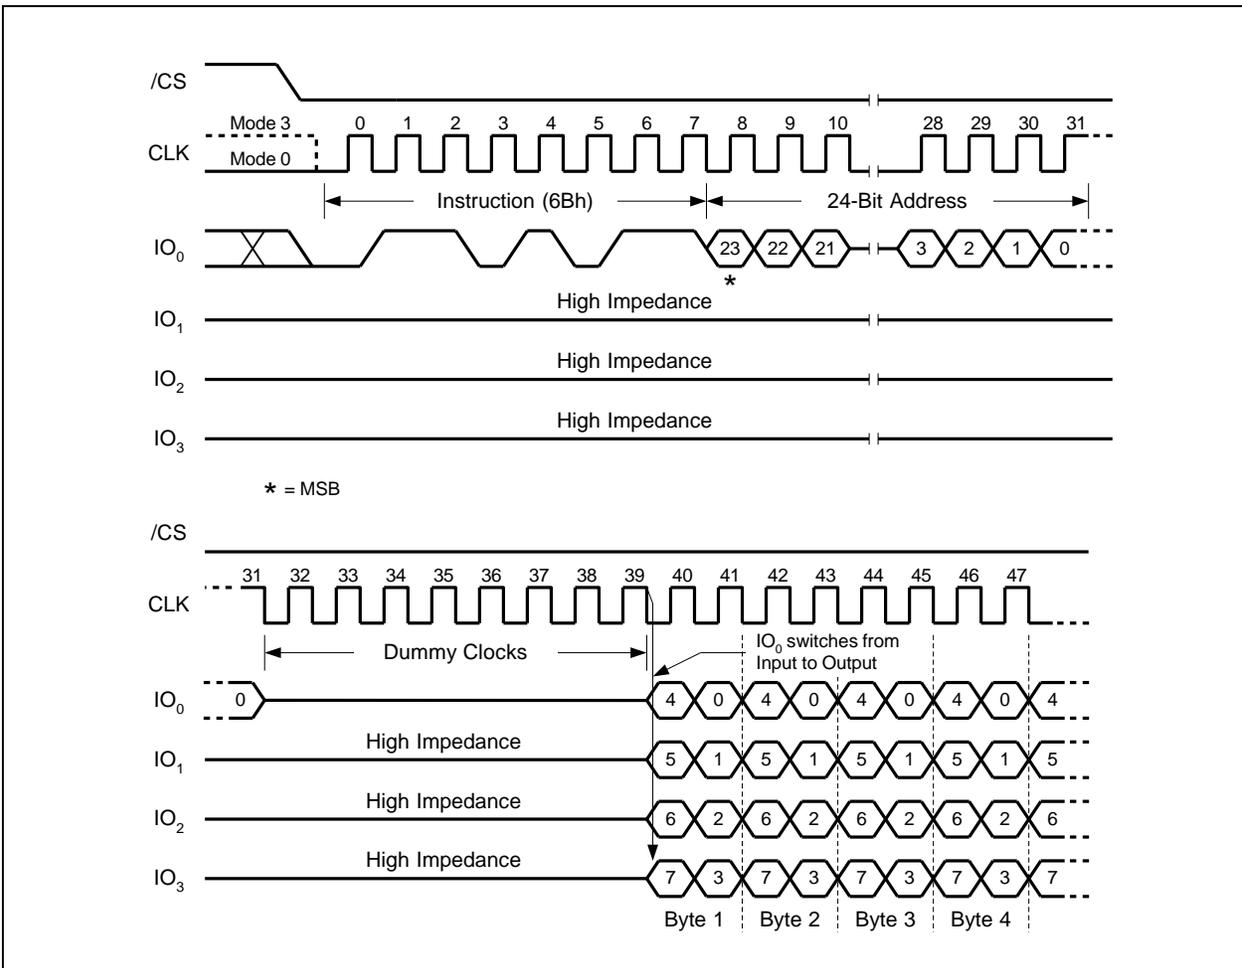 /CS
Mode 3 0 1 2 3 4 5 6 7 8 9 10 28 29 30 31
CLK
Mode 0
Instruction (6Bh) 24-Bit Address
IO0 23 22 21 3 2 1 0
*
High Impedance
IO1
High Impedance
IO2
High Impedance
IO3
* = MSB
/CS
31 32 33 34 35 36 37 38 39 40 41 42 43 44 45 46 47
CLK
IO0 switches from
Dummy Clocks Input to Output
IO0 0 4 0 4 0 4 0 4 0 4
High Impedance
IO1 5 1 5 1 5 1 5 1 5
High Impedance
IO2 6 2 6 2 6 2 6 2 6
High Impedance
IO3 7 3 7 3 7 3 7 3 7
Byte 1 Byte 2 Byte 3 Byte 4